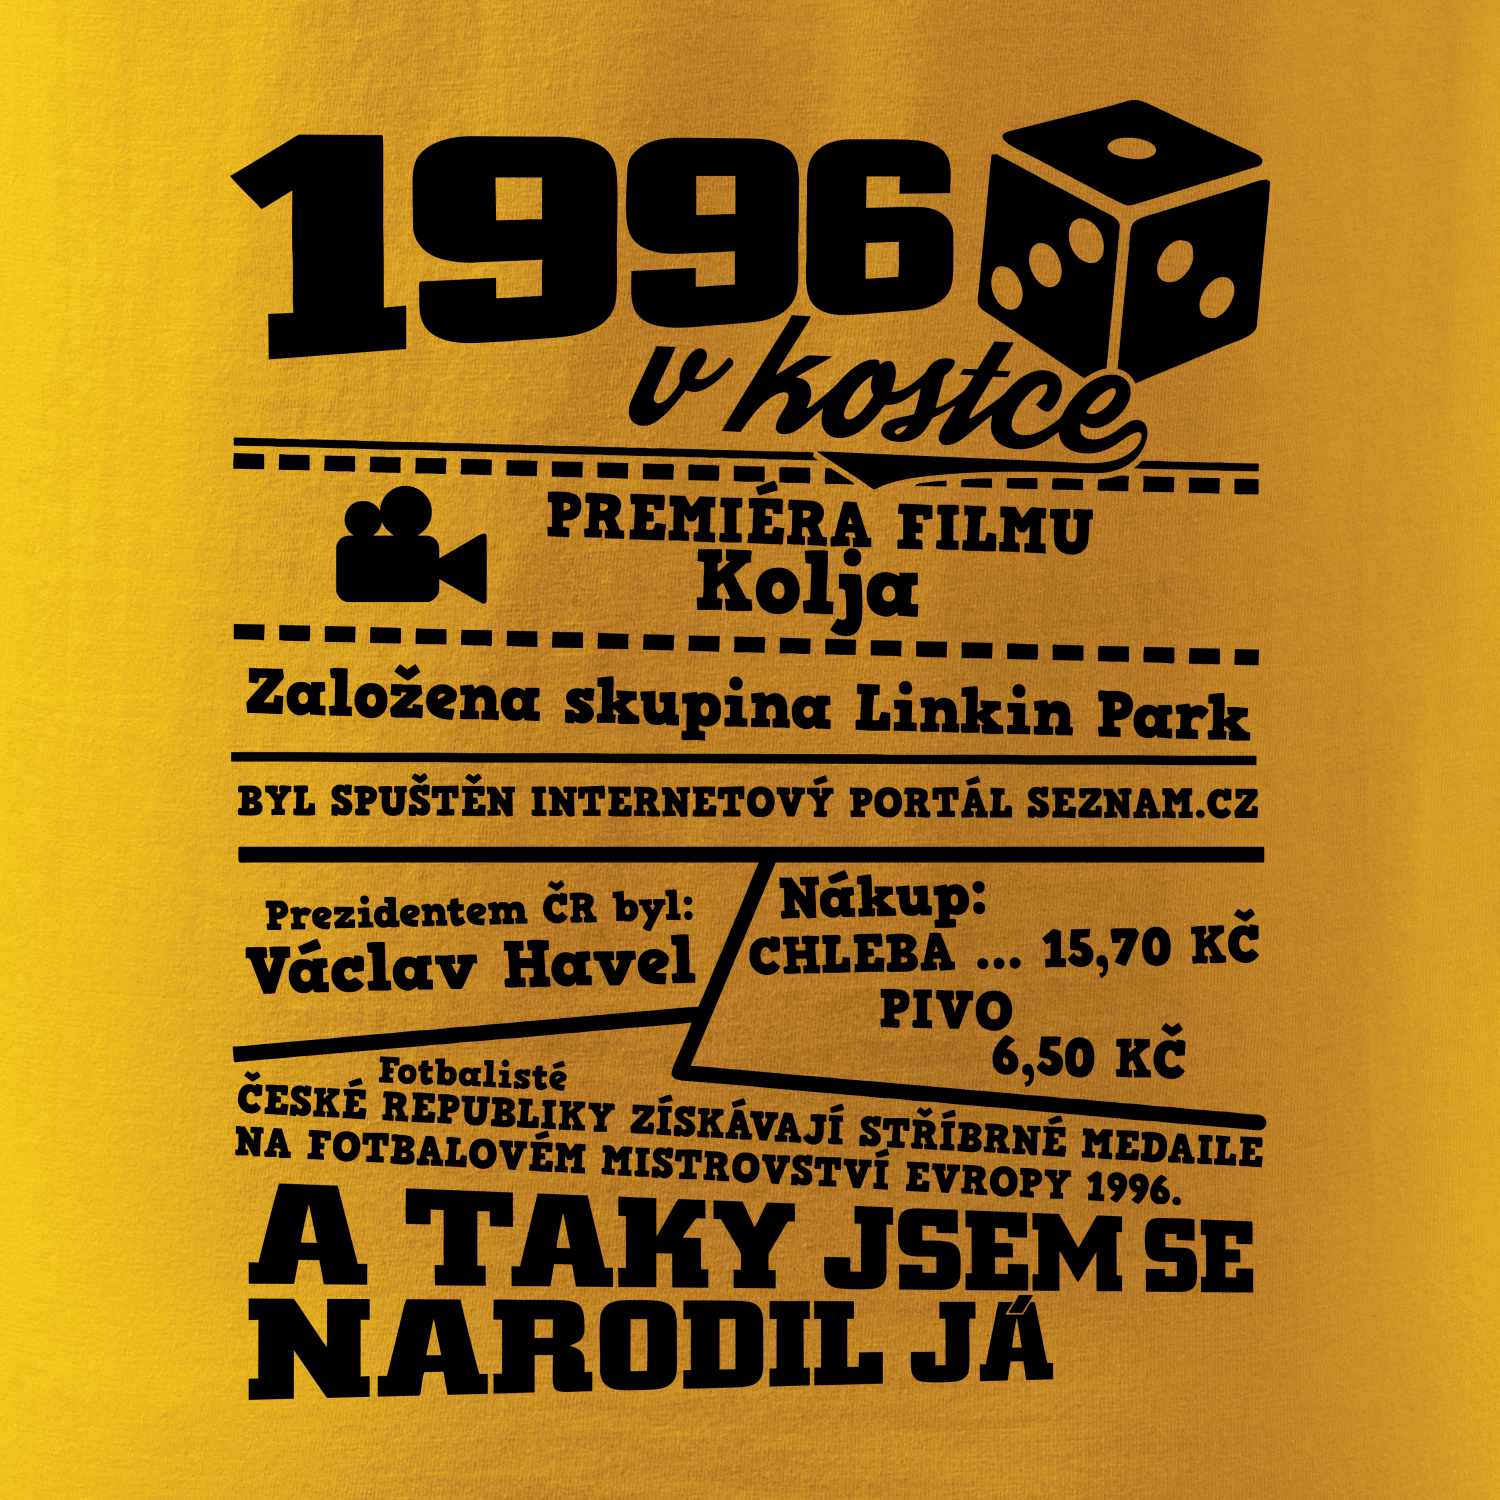 1996
v kostce
PREMIÉRA FILMU
Kolja
Založena skupina Linkin Park
BYL SPUŠTĚN INTERNETOVÝ PORTÁL SEZNAM.CZ
Prezidentem ČR byl:
Václav Havel
Nákup:
CHLEBA ... 15,70 KČ
PIVO
6,50 KČ
Fotbalisté
ČESKÉ REPUBLIKY ZÍSKÁVAJÍ STŘÍBRNÉ MEDAILE
NA FOTBALOVÉM MISTROVSTVÍ EVROPY 1996.
A TAKY JSEM SE
NARODIL JÁ